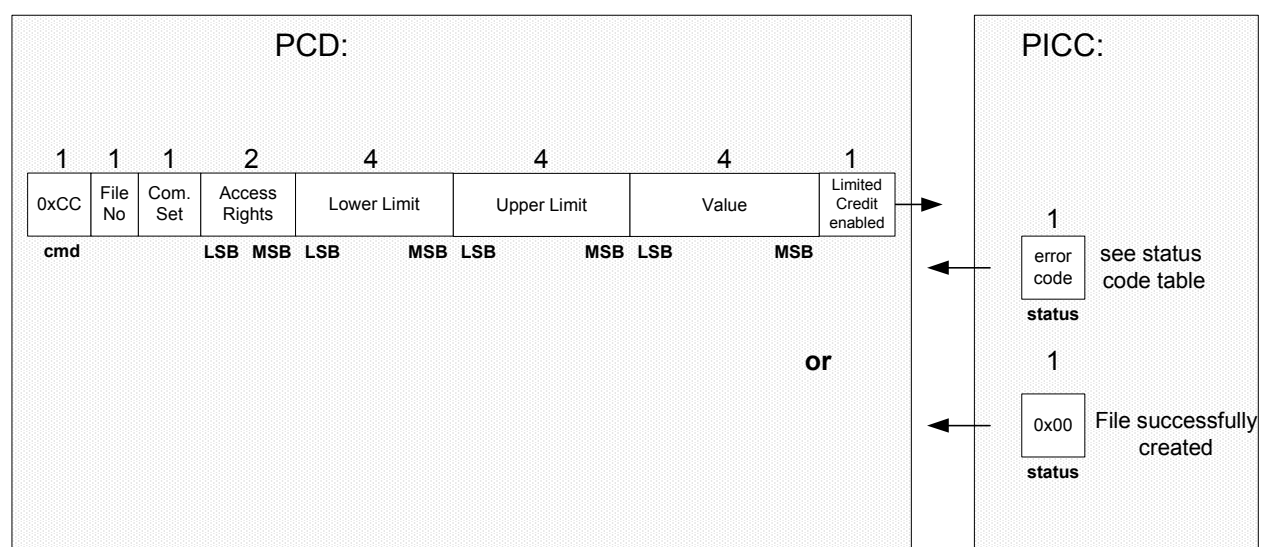 PCD:
PICC:
1 1 1 2 4 4 4 1
0xCC
File
No
Com.
Set
Access
Rights
Lower Limit
Upper Limit
Value
Limited
Credit
enabled
cmd
LSB MSB LSB MSB LSB MSB LSB MSB
1
error
code
see status
code table
status
or
1
0x00
File successfully
created
status